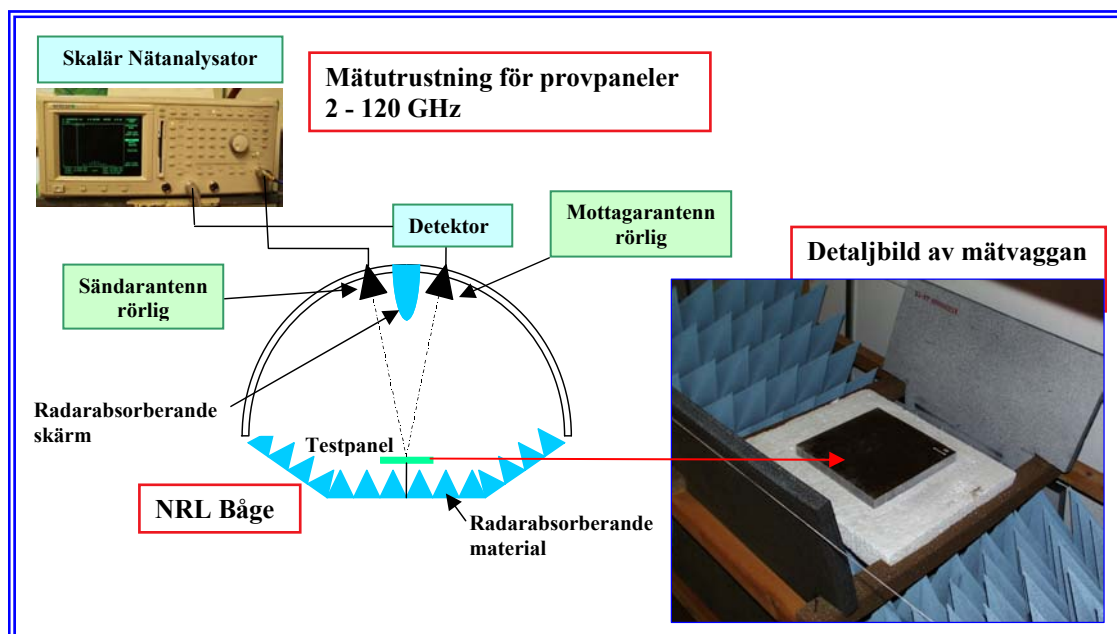 Skalär Nätanalysator
Mätutrustning för provpaneler
2 - 120 GHz
Detektor
Mottagarantenn
rörlig
Sändarantenn
rörlig
Detaljbild av mätvaggan
Radarabsorberande
skärm
Testpanel
NRL Båge
Radarabsorberande
material